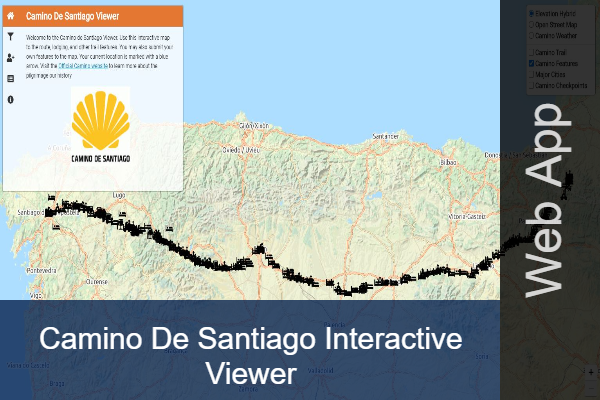 Camino De Santiago Viewer
Welcome to the Camino de Santiago Viewer. Use this interactive map
to the route, lodging, and other trail features. You may also submit your
own features to the map. Your current location is marked with a blue
arrow. Visit the Official Camino website to learn more about the
pilgrimage our history
CAMINO DE SANTIAGO
Elevation Hybrid
Open Street Map
Camino Weather
Camino Trail
Camino Features
Major Cities
Camino Checkpoints
Gijón/Xixon
Oviedo / Uviéu
Santander
Bilbao
Lugo
Vitoria-Gasteiz
Pontevedra
Ourense
Vigo
Web App
Camino De Santiago Interactive
Viewer